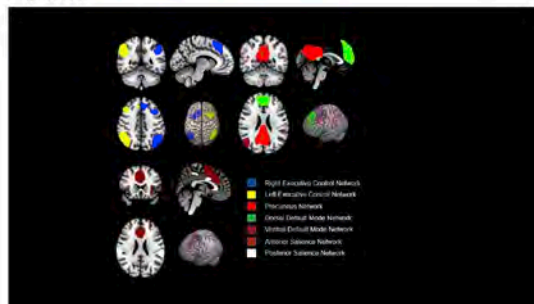 Right Executive Control Network
Left Executive Control Network
Precuneus Network
Dorsal Default Mode Network
Ventral Default Mode Network
Anterior Salience Network
Posterior Salience Network